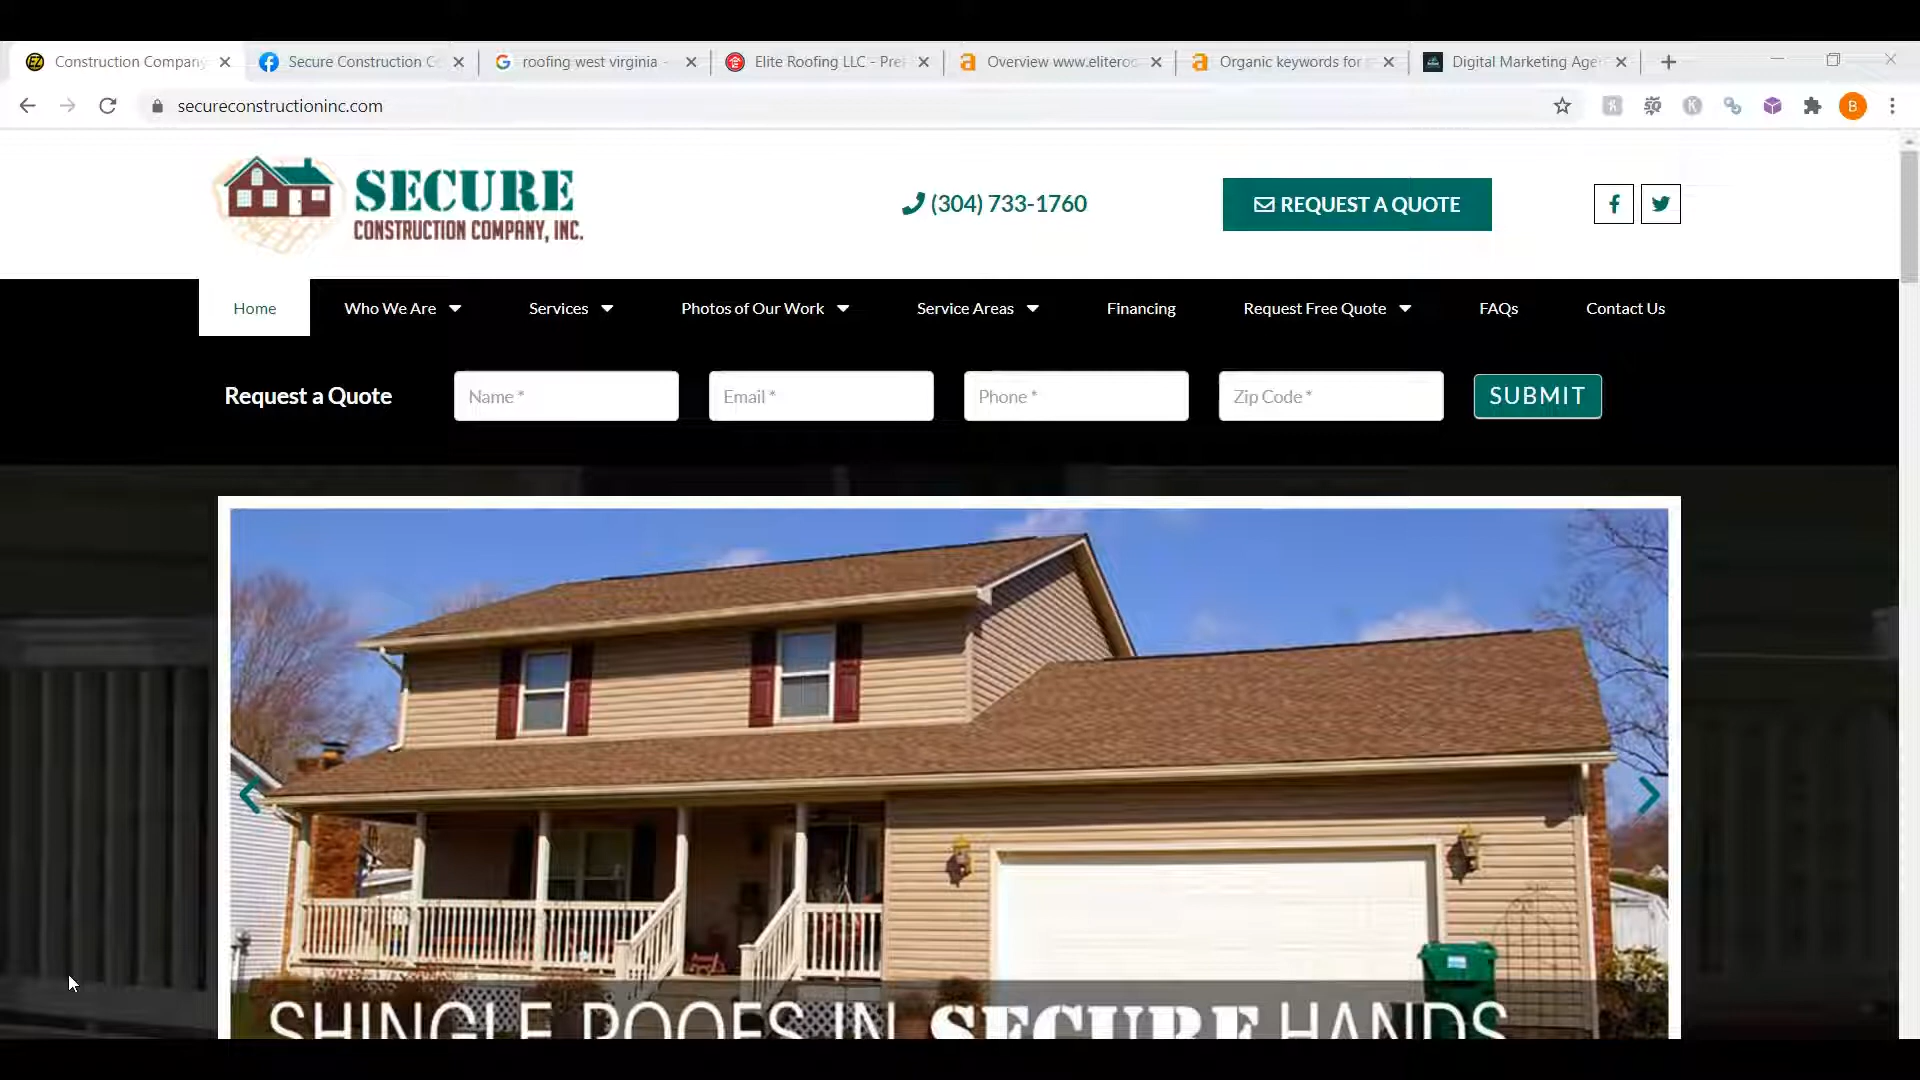 EZ Construction Company
Secure Construction C
roofing west virginia -
Elite Roofing LLC - Pre
Overview www.eliteroo
Organic keywords for
Digital Marketing Age
secureconstructioninc.com
B
SECURE
CONSTRUCTION COMPANY, INC.
(304) 733-1760
REQUEST A QUOTE
Home
Who We Are
Services
Photos of Our Work
Service Areas
Financing
Request Free Quote
FAQs
Contact Us
Request a Quote
Name *
Email *
Phone *
Zip Code *
SUBMIT
SHINGLE ROOFS IN SECURE HANDS